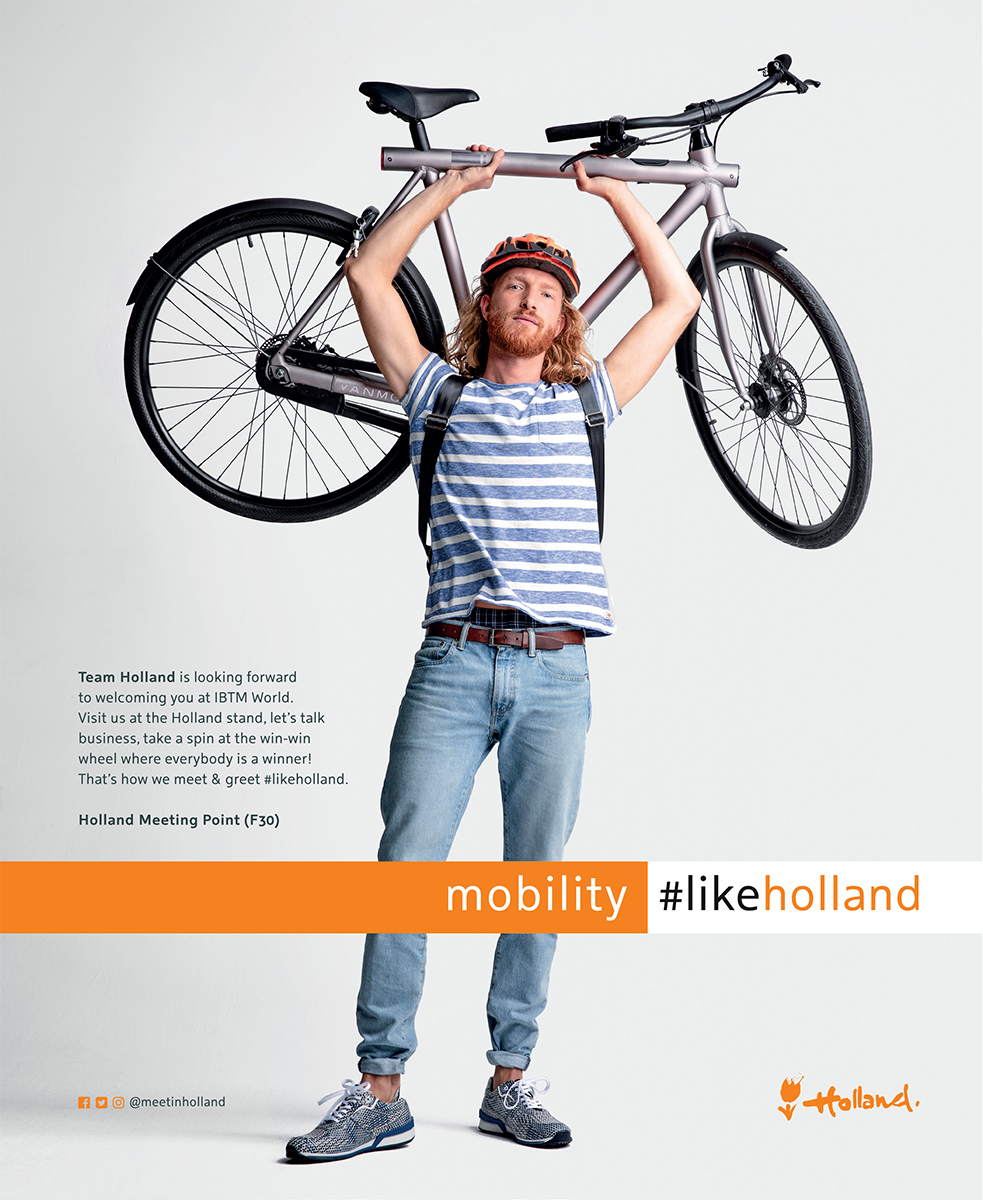 VANMO
Team Holland is looking forward
to welcoming you at IBTM World.
Visit us at the Holland stand, let's talk
business, take a spin at the win-win
wheel where everybody is a winner!
That's how we meet & greet #likeholland.
Holland Meeting Point (F30)
mobility #likeholland
@meetinholland
Holland.